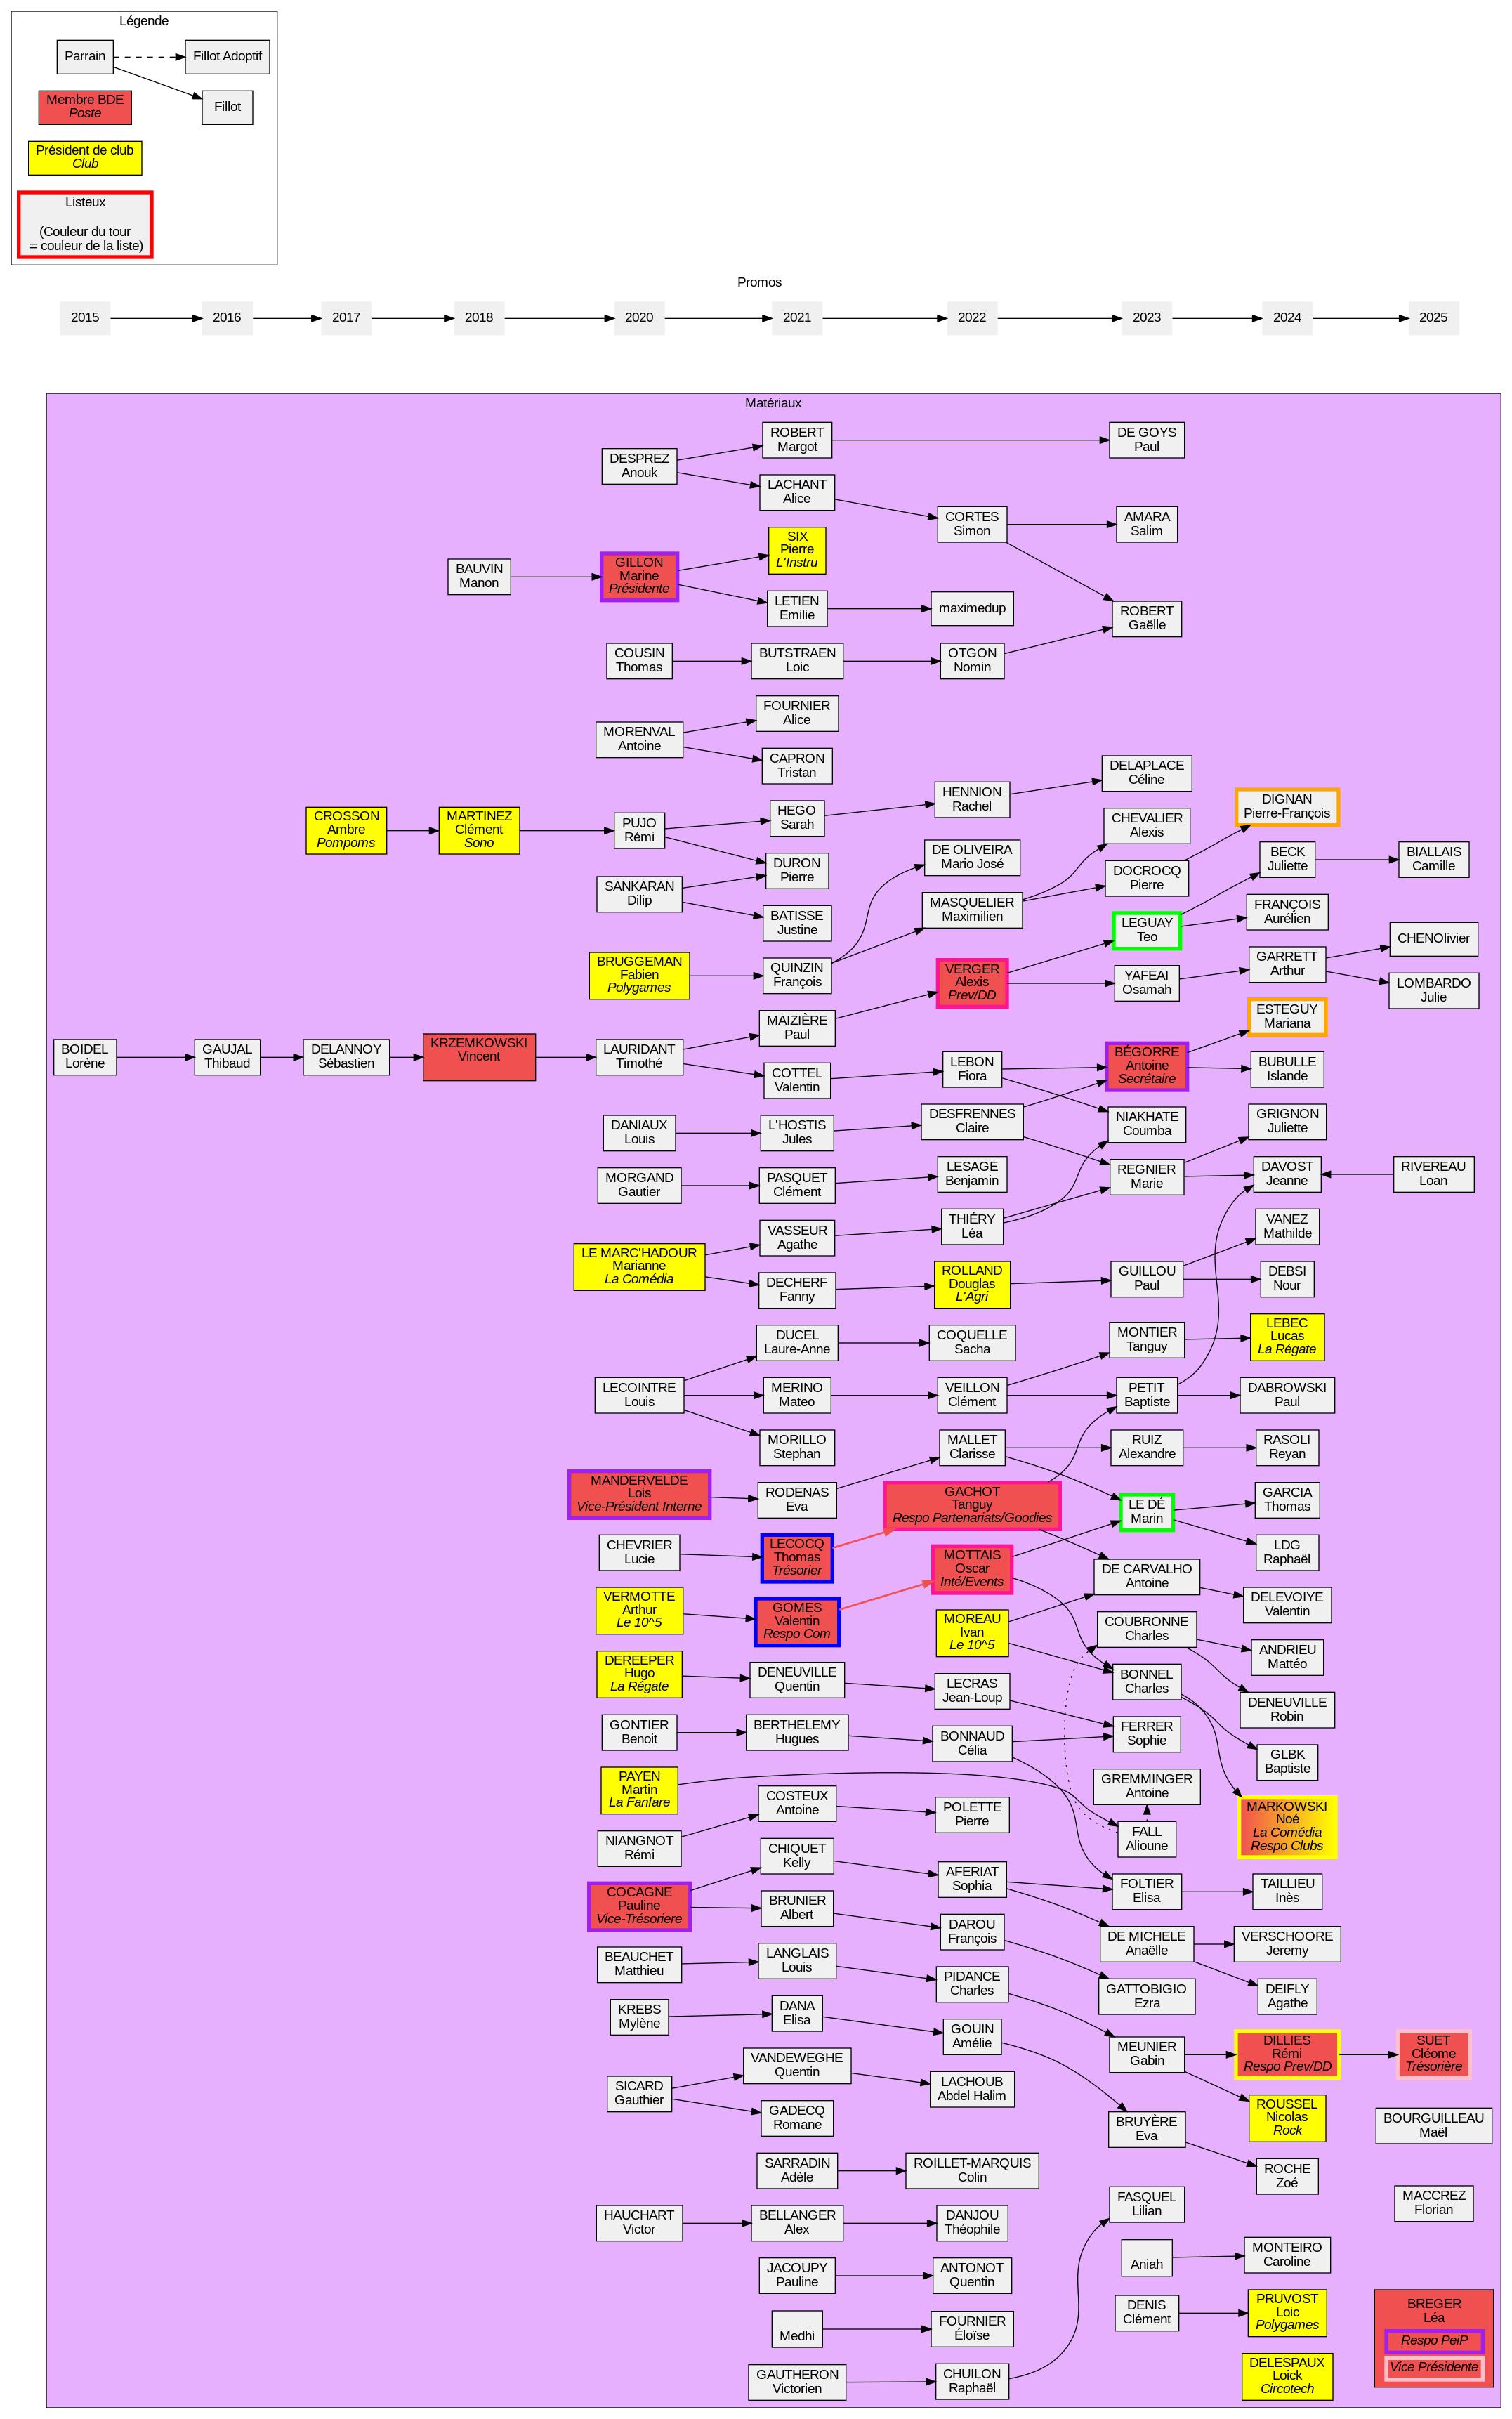 Légende
Parrain
Fillot Adoptif
Fillot
Membre BDE
Poste
Président de club
Club
Listeux
(Couleur du tour
= couleur de la liste)
Promos
2015
2016
2017
2018
2020
2021
2022
2023
2024
2025
Matériaux
BOIDEL
Lorène
GAUJAL
Thibaud
CROSSON
Ambre
Pompoms
DELANNOY
Sébastien
BAUVIN
Manon
MARTINEZ
Clément
Sono
KRZEMKOWSKI
Vincent
DESPREZ
Anouk
GILLON
Marine
Présidente
COUSIN
Thomas
MORENVAL
Antoine
PUJO
Rémi
SANKARAN
Dilip
BRUGGEMAN
Fabien
Polygames
LAURIDANT
Timothé
DANIAUX
Louis
MORGAND
Gautier
LE MARC'HADOUR
Marianne
La Comédia
LECOINTRE
Louis
MANDERVELDE
Lois
Vice-Président Interne
CHEVRIER
Lucie
VERMOTTE
Arthur
Le 10^5
DEREEPER
Hugo
La Régate
GONTIER
Benoit
PAYEN
Martin
La Fanfare
NIANGNOT
Rémi
COCAGNE
Pauline
Vice-Trésoriere
BEAUCHET
Matthieu
KREBS
Mylène
SICARD
Gauthier
HAUCHART
Victor
ROBERT
Margot
LACHANT
Alice
SIX
Pierre
L'Instru
LETIEN
Emilie
BUTSTRAEN
Loic
FOURNIER
Alice
CAPRON
Tristan
HEGO
Sarah
DURON
Pierre
BATISSE
Justine
QUINZIN
François
MAIZIÈRE
Paul
COTTEL
Valentin
L'HOSTIS
Jules
PASQUET
Clément
VASSEUR
Agathe
DECHERF
Fanny
DUCEL
Laure-Anne
MERINO
Mateo
MORILLO
Stephan
RODENAS
Eva
LECOCQ
Thomas
Trésorier
GOMES
Valentin
Respo Com
DENEUVILLE
Quentin
BERTHELEMY
Hugues
COSTEUX
Antoine
CHIQUET
Kelly
BRUNIER
Albert
LANGLAIS
Louis
DANA
Elisa
VANDEWEGHE
Quentin
GADECQ
Romane
SARRADIN
Adèle
BELLANGER
Alex
JACOUPY
Pauline
Medhi
GAUTHERON
Victorien
CORTES
Simon
maximedup
OTGON
Nomin
HENNION
Rachel
DE OLIVEIRA
Mario José
MASQUELIER
Maximilien
VERGER
Alexis
Prev/DD
LEBON
Fiora
DESFRENNES
Claire
LESAGE
Benjamin
THIÉRY
Léa
ROLLAND
Douglas
L'Agri
COQUELLE
Sacha
VEILLON
Clément
MALLET
Clarisse
GACHOT
Tanguy
Respo Partenariats/Goodies
MOTTAIS
Oscar
Inté/Events
MOREAU
Ivan
Le 10^5
LECRAS
Jean-Loup
BONNAUD
Célia
POLETTE
Pierre
AFERIAT
Sophia
DAROU
François
PIDANCE
Charles
GOUIN
Amélie
LACHOUB
Abdel Halim
ROILLET-MARQUIS
Colin
DANJOU
Théophile
ANTONOT
Quentin
FOURNIER
Éloïse
CHUILON
Raphaël
DE GOYS
Paul
AMARA
Salim
ROBERT
Gaëlle
DELAPLACE
Céline
CHEVALIER
Alexis
DOCROCQ
Pierre
LEGUAY
Teo
YAFEAI
Osamah
BÉGORRE
Antoine
Secrétaire
NIAKHATE
Coumba
REGNIER
Marie
GUILLOU
Paul
MONTIER
Tanguy
PETIT
Baptiste
RUIZ
Alexandre
LE DÉ
Marin
DE CARVALHO
Antoine
COUBRONNE
Charles
BONNEL
Charles
FERRER
Sophie
GREMMINGER
Antoine
FALL
Alioune
FOLTIER
Elisa
DE MICHELE
Anaëlle
GATTOBIGIO
Ezra
MEUNIER
Gabin
BRUYÈRE
Eva
FASQUEL
Lilian
Aniah
DENIS
Clément
DIGNAN
Pierre-François
BECK
Juliette
FRANÇOIS
Aurélien
GARRETT
Arthur
ESTEGUY
Mariana
BUBULLE
Islande
GRIGNON
Juliette
DAVOST
Jeanne
VANEZ
Mathilde
DEBSI
Nour
LEBEC
Lucas
La Régate
DABROWSKI
Paul
RASOLI
Reyan
GARCIA
Thomas
LDG
Raphaël
DELEVOIYE
Valentin
ANDRIEU
Mattéo
DENEUVILLE
Robin
GLBK
Baptiste
MARKOWSKI
Noé
La Comédia
Respo Clubs
TAILLIEU
Inès
VERSCHOORE
Jeremy
DEIFLY
Agathe
DILLIES
Rémi
Respo Prev/DD
ROUSSEL
Nicolas
Rock
ROCHE
Zoé
MONTEIRO
Caroline
PRUVOST
Loic
Polygames
DELESPAUX
Loick
Circotech
BIALLAIS
Camille
CHENOlivier
LOMBARDO
Julie
RIVEREAU
Loan
SUET
Cléome
Trésorière
BOURGUILLEAU
Maël
MACCREZ
Florian
BREGER
Léa
Respo PeiP
Vice Présidente